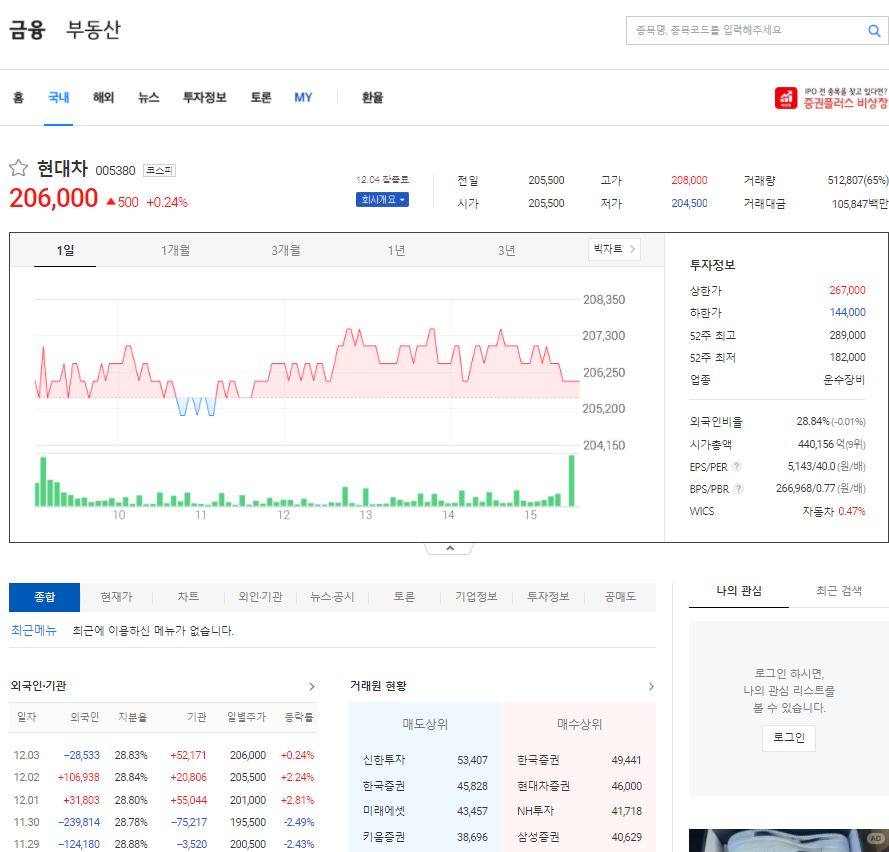 금융 부동산
종목명, 종목코드를 입력해주세요
홈 국내 해외 뉴스 투자정보 토론 MY 환율
IPO 전 종목을 찾고 있다면?
증권플러스 비상장
현대차 005380 코스피
206,000 ▲500 +0.24%
12.04 장종료
회사개요
전일 205,500 고가 208,000 거래량 512,807(65%)
시가 205,500 저가 204,500 거래대금 105,847백만
1일 1개월 3개월 1년 3년 빅차트
208,350
207,300
206,250
205,200
204,150
10 11 12 13 14 15
투자정보
상한가 267,000
하한가 144,000
52주 최고 289,000
52주 최저 182,000
업종 운수장비
외국인비율 28.84%(-0.01%)
시가총액 440,156억(9위)
EPS/PER ? 5,143/40.0(원/배)
BPS/PBR ? 266,968/0.77(원/배)
WICS 자동차 0.47%
종합 현재가 차트 외인·기관 뉴스·공시 토론 기업정보 투자정보 공매도
최근메뉴 최근에 이용하신 메뉴가 없습니다.
나의 관심 최근 검색
로그인 하시면,
나의 관심 리스트를
볼 수 있습니다.
로그인
외국인·기관
일자 외국인 지분율 기관 일별주가 등락률
12.03 −28,533 28.83% +52,171 206,000 +0.24%
12.02 +106,938 28.84% +20,806 205,500 +2.24%
12.01 +31,803 28.80% +55,044 201,000 +2.81%
11.30 −239,814 28.78% −75,217 195,500 -2.49%
11.29 −124,180 28.88% −3,520 200,500 -2.43%
거래원 현황
매도상위 매수상위
신한투자 53,407 한국증권 49,441
한국증권 45,828 현대차증권 46,000
미래에셋 43,457 NH투자 41,718
키움증권 38,696 삼성증권 40,629
AD